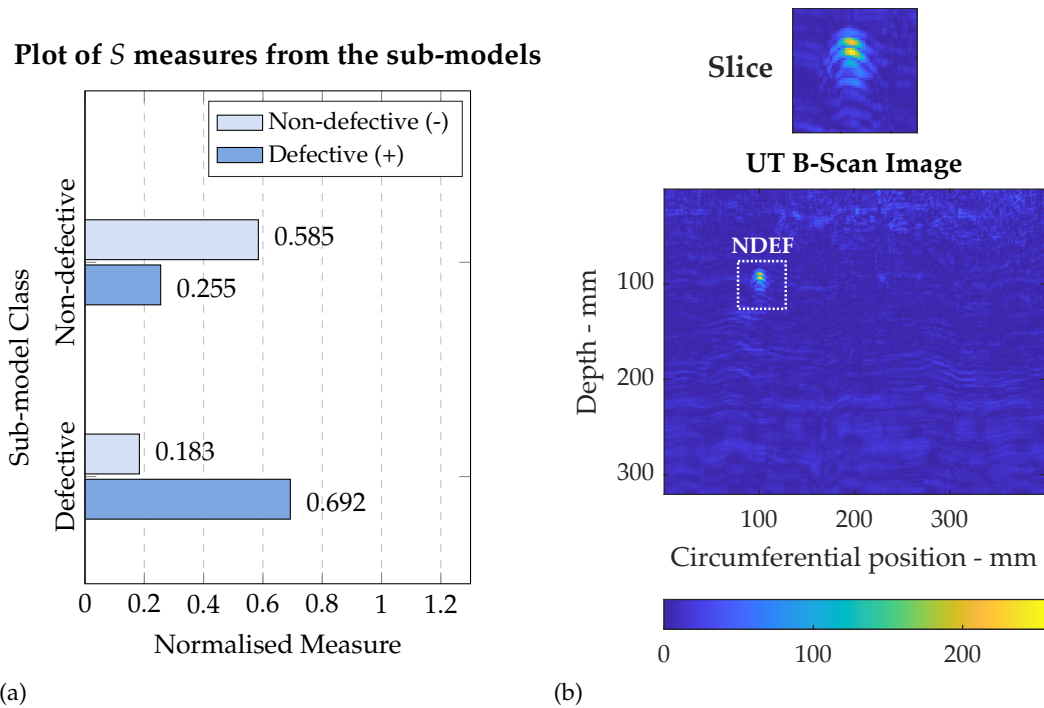 Plot of S measures from the sub-models
Non-defective (-)
Defective (+)
Sub-model Class
Non-defective
Defective
0.585
0.255
0.183
0.692
0 0.2 0.4 0.6 0.8 1 1.2
Normalised Measure
(a)
Slice
UT B-Scan Image
NDEF
Depth - mm
100
200
300
100 200 300
Circumferential position - mm
0 100 200
(b)